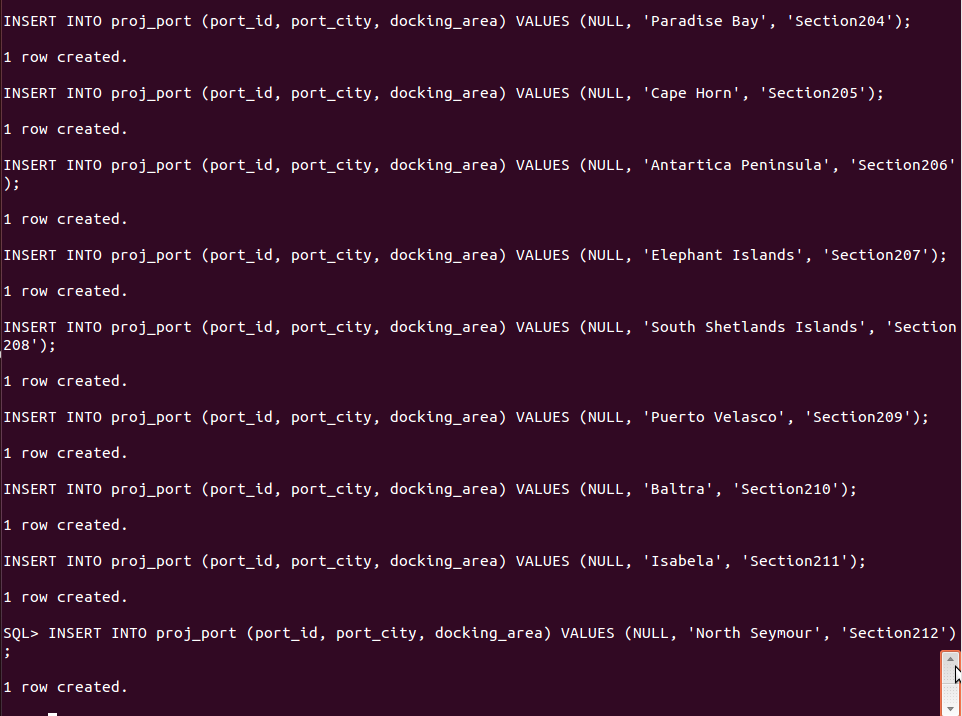 INSERT INTO proj_port (port_id, port_city, docking_area) VALUES (NULL, 'Paradise Bay', 'Section204');
1 row created.
INSERT INTO proj_port (port_id, port_city, docking_area) VALUES (NULL, 'Cape Horn', 'Section205');
1 row created.
INSERT INTO proj_port (port_id, port_city, docking_area) VALUES (NULL, 'Antartica Peninsula', 'Section206'
);
1 row created.
INSERT INTO proj_port (port_id, port_city, docking_area) VALUES (NULL, 'Elephant Islands', 'Section207');
1 row created.
INSERT INTO proj_port (port_id, port_city, docking_area) VALUES (NULL, 'South Shetlands Islands', 'Section
208');
1 row created.
INSERT INTO proj_port (port_id, port_city, docking_area) VALUES (NULL, 'Puerto Velasco', 'Section209');
1 row created.
INSERT INTO proj_port (port_id, port_city, docking_area) VALUES (NULL, 'Baltra', 'Section210');
1 row created.
INSERT INTO proj_port (port_id, port_city, docking_area) VALUES (NULL, 'Isabela', 'Section211');
1 row created.
SQL> INSERT INTO proj_port (port_id, port_city, docking_area) VALUES (NULL, 'North Seymour', 'Section212')
;
1 row created.